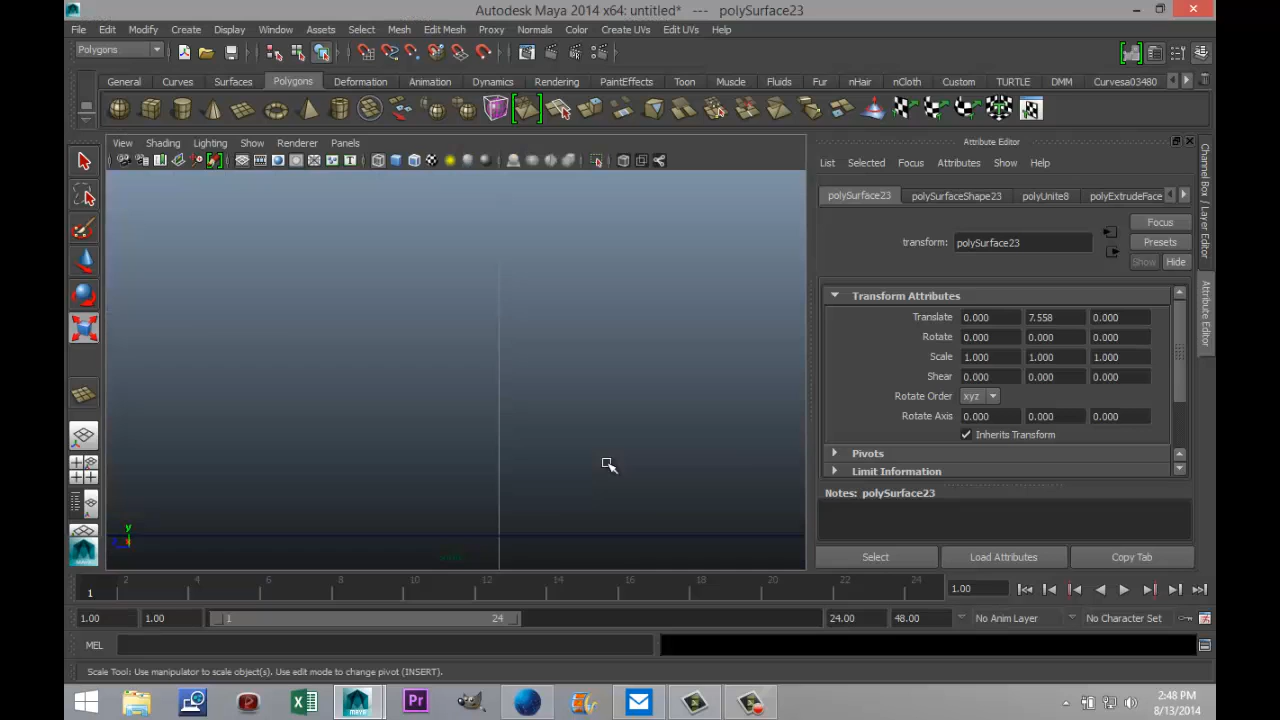 Autodesk Maya 2014 x64: untitled* --- polySurface23
File Edit Modify Create Display Window Assets Select Mesh Edit Mesh Proxy Normals Color Create UVs Edit UVs Help
Polygons
General Curves Surfaces Polygons Deformation Animation Dynamics Rendering PaintEffects Toon Muscle Fluids Fur nHair nCloth Custom TURTLE DMM Curvesa03480
View Shading Lighting Show Renderer Panels
Attribute Editor
List Selected Focus Attributes Show Help
polySurface23 polySurfaceShape23 polyUnite8 polyExtrudeFace
Focus
transform: polySurface23
Presets
Show Hide
Transform Attributes
Translate 0.000 7.558 0.000
Rotate 0.000 0.000 0.000
Scale 1.000 1.000 1.000
Shear 0.000 0.000 0.000
Rotate Order xyz
Rotate Axis 0.000 0.000 0.000
Inherits Transform
Pivots
Limit Information
Notes: polySurface23
Select Load Attributes Copy Tab
Channel Box / Layer Editor
Attribute Editor
y
1 2 4 6 8 10 12 14 16 18 20 22 24 1.00
1.00 1.00 1 24 24.00 48.00 No Anim Layer No Character Set
MEL
Scale Tool: Use manipulator to scale object(s). Use edit mode to change pivot (INSERT).
2:48 PM
8/13/2014